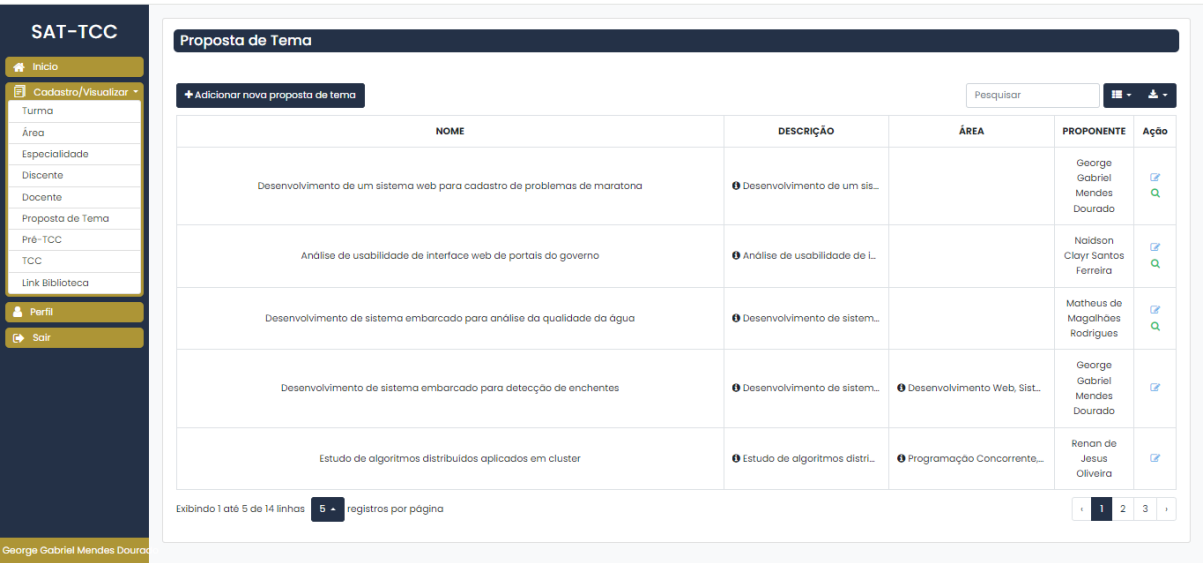 SAT-TCC
Início
Cadastro/Visualizar
Turma
Área
Especialidade
Discente
Docente
Proposta de Tema
Pré-TCC
TCC
Link Biblioteca
Perfil
Sair
George Gabriel Mendes Dourad
Proposta de Tema
Adicionar nova proposta de tema
Pesquisar
NOME DESCRIÇÃO ÁREA PROPONENTE Ação
Desenvolvimento de um sistema web para cadastro de problemas de maratona Desenvolvimento de um sis...
George
Gabriel
Mendes
Dourado
Análise de usabilidade de interface web de portais do governo Análise de usabilidade de i...
Naidson
Clayr Santos
Ferreira
Desenvolvimento de sistema embarcado para análise da qualidade da água Desenvolvimento de sistem...
Matheus de
Magalhães
Rodrigues
Desenvolvimento de sistema embarcado para detecção de enchentes Desenvolvimento de sistem... Desenvolvimento Web, Sist...
George
Gabriel
Mendes
Dourado
Estudo de algoritmos distribuídos aplicados em cluster Estudo de algoritmos distri... Programação Concorrente,...
Renan de
Jesus
Oliveira
Exibindo 1 até 5 de 14 linhas 5 registros por página
‹ 1 2 3 ›